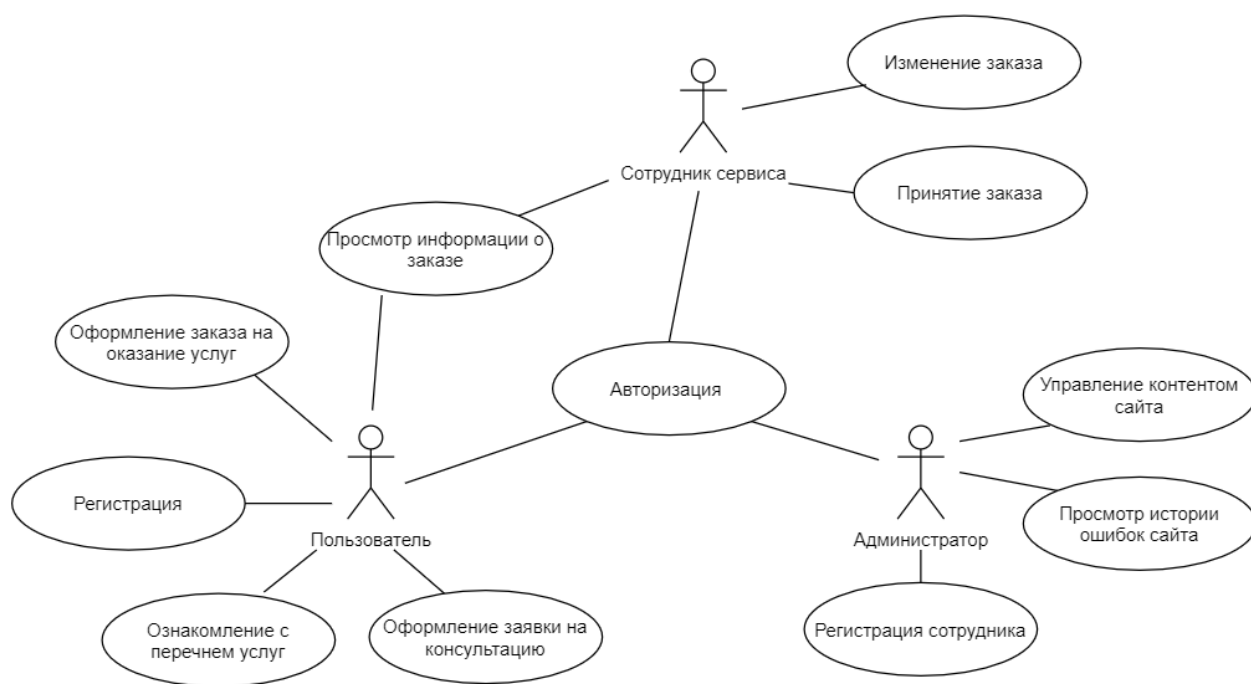 Изменение заказа
Сотрудник сервиса
Принятие заказа
Просмотр информации о
заказе
Оформление заказа на
оказание услуг
Авторизация
Управление контентом
сайта
Регистрация
Пользователь
Администратор
Просмотр истории
ошибок сайта
Ознакомление с
перечнем услуг
Оформление заявки на
консультацию
Регистрация сотрудника